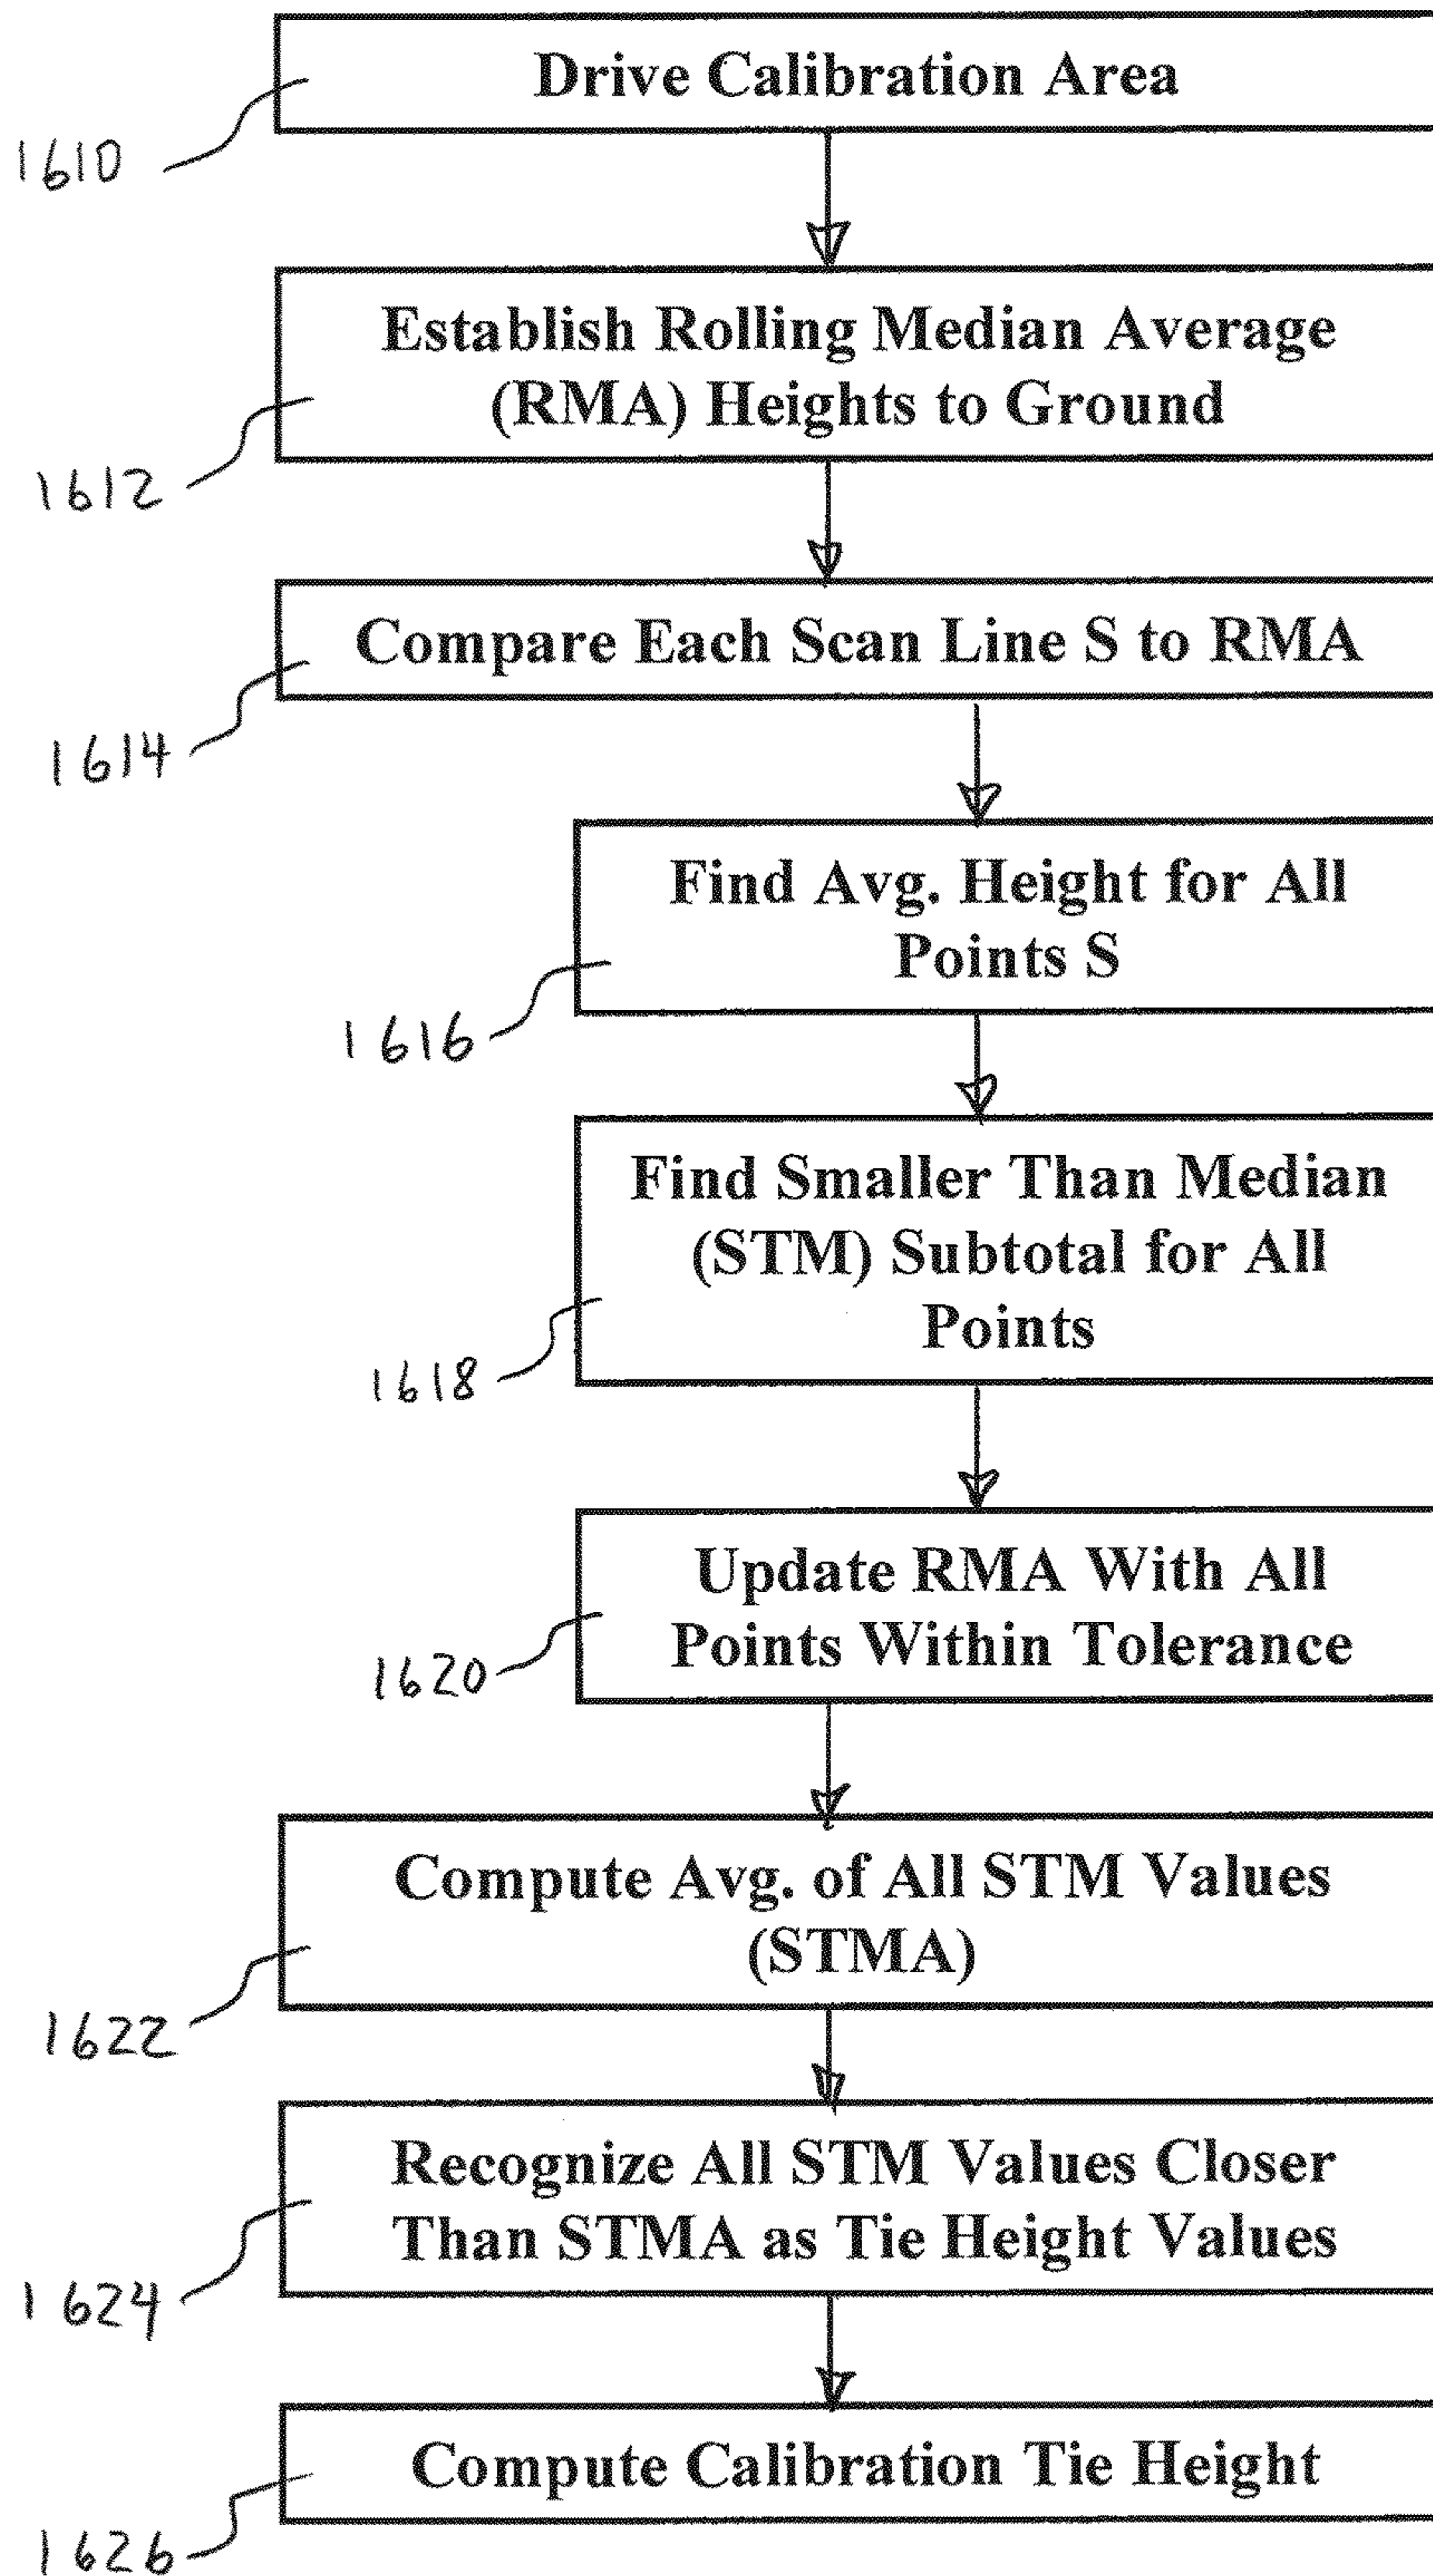 Drive Calibration Area
1610
Establish Rolling Median Average
(RMA) Heights to Ground
1612
Compare Each Scan Line S to RMA
1614
Find Avg. Height for All
Points S
1616
Find Smaller Than Median
(STM) Subtotal for All
Points
1618
Update RMA With All
Points Within Tolerance
1620
Compute Avg. of All STM Values
(STMA)
1622
Recognize All STM Values Closer
Than STMA as Tie Height Values
1624
Compute Calibration Tie Height
1626